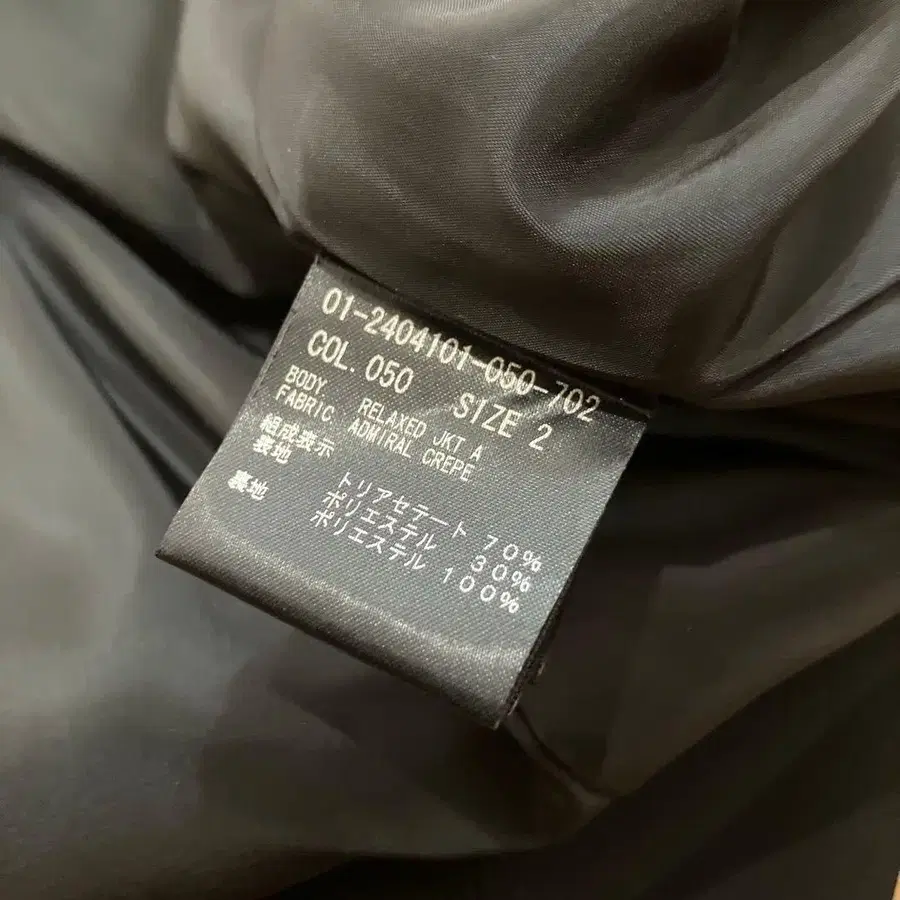 01-2404101-050-702
COL. 050 SIZE 2
BODY. RELAXED JKT. A
FABRIC. ADMIRAL CREPE
組成表示
表地 トリアセテート 70%
ポリエステル 30%
裏地 ポリエステル 100%